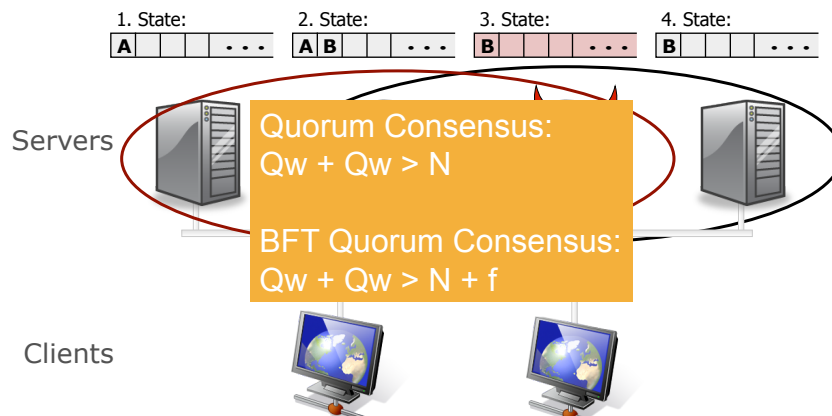 1. State:
2. State:
3. State:
4. State:
A
A B
B
B
Servers
Quorum Consensus:
Qw + Qw > N
BFT Quorum Consensus:
Qw + Qw > N + f
Clients